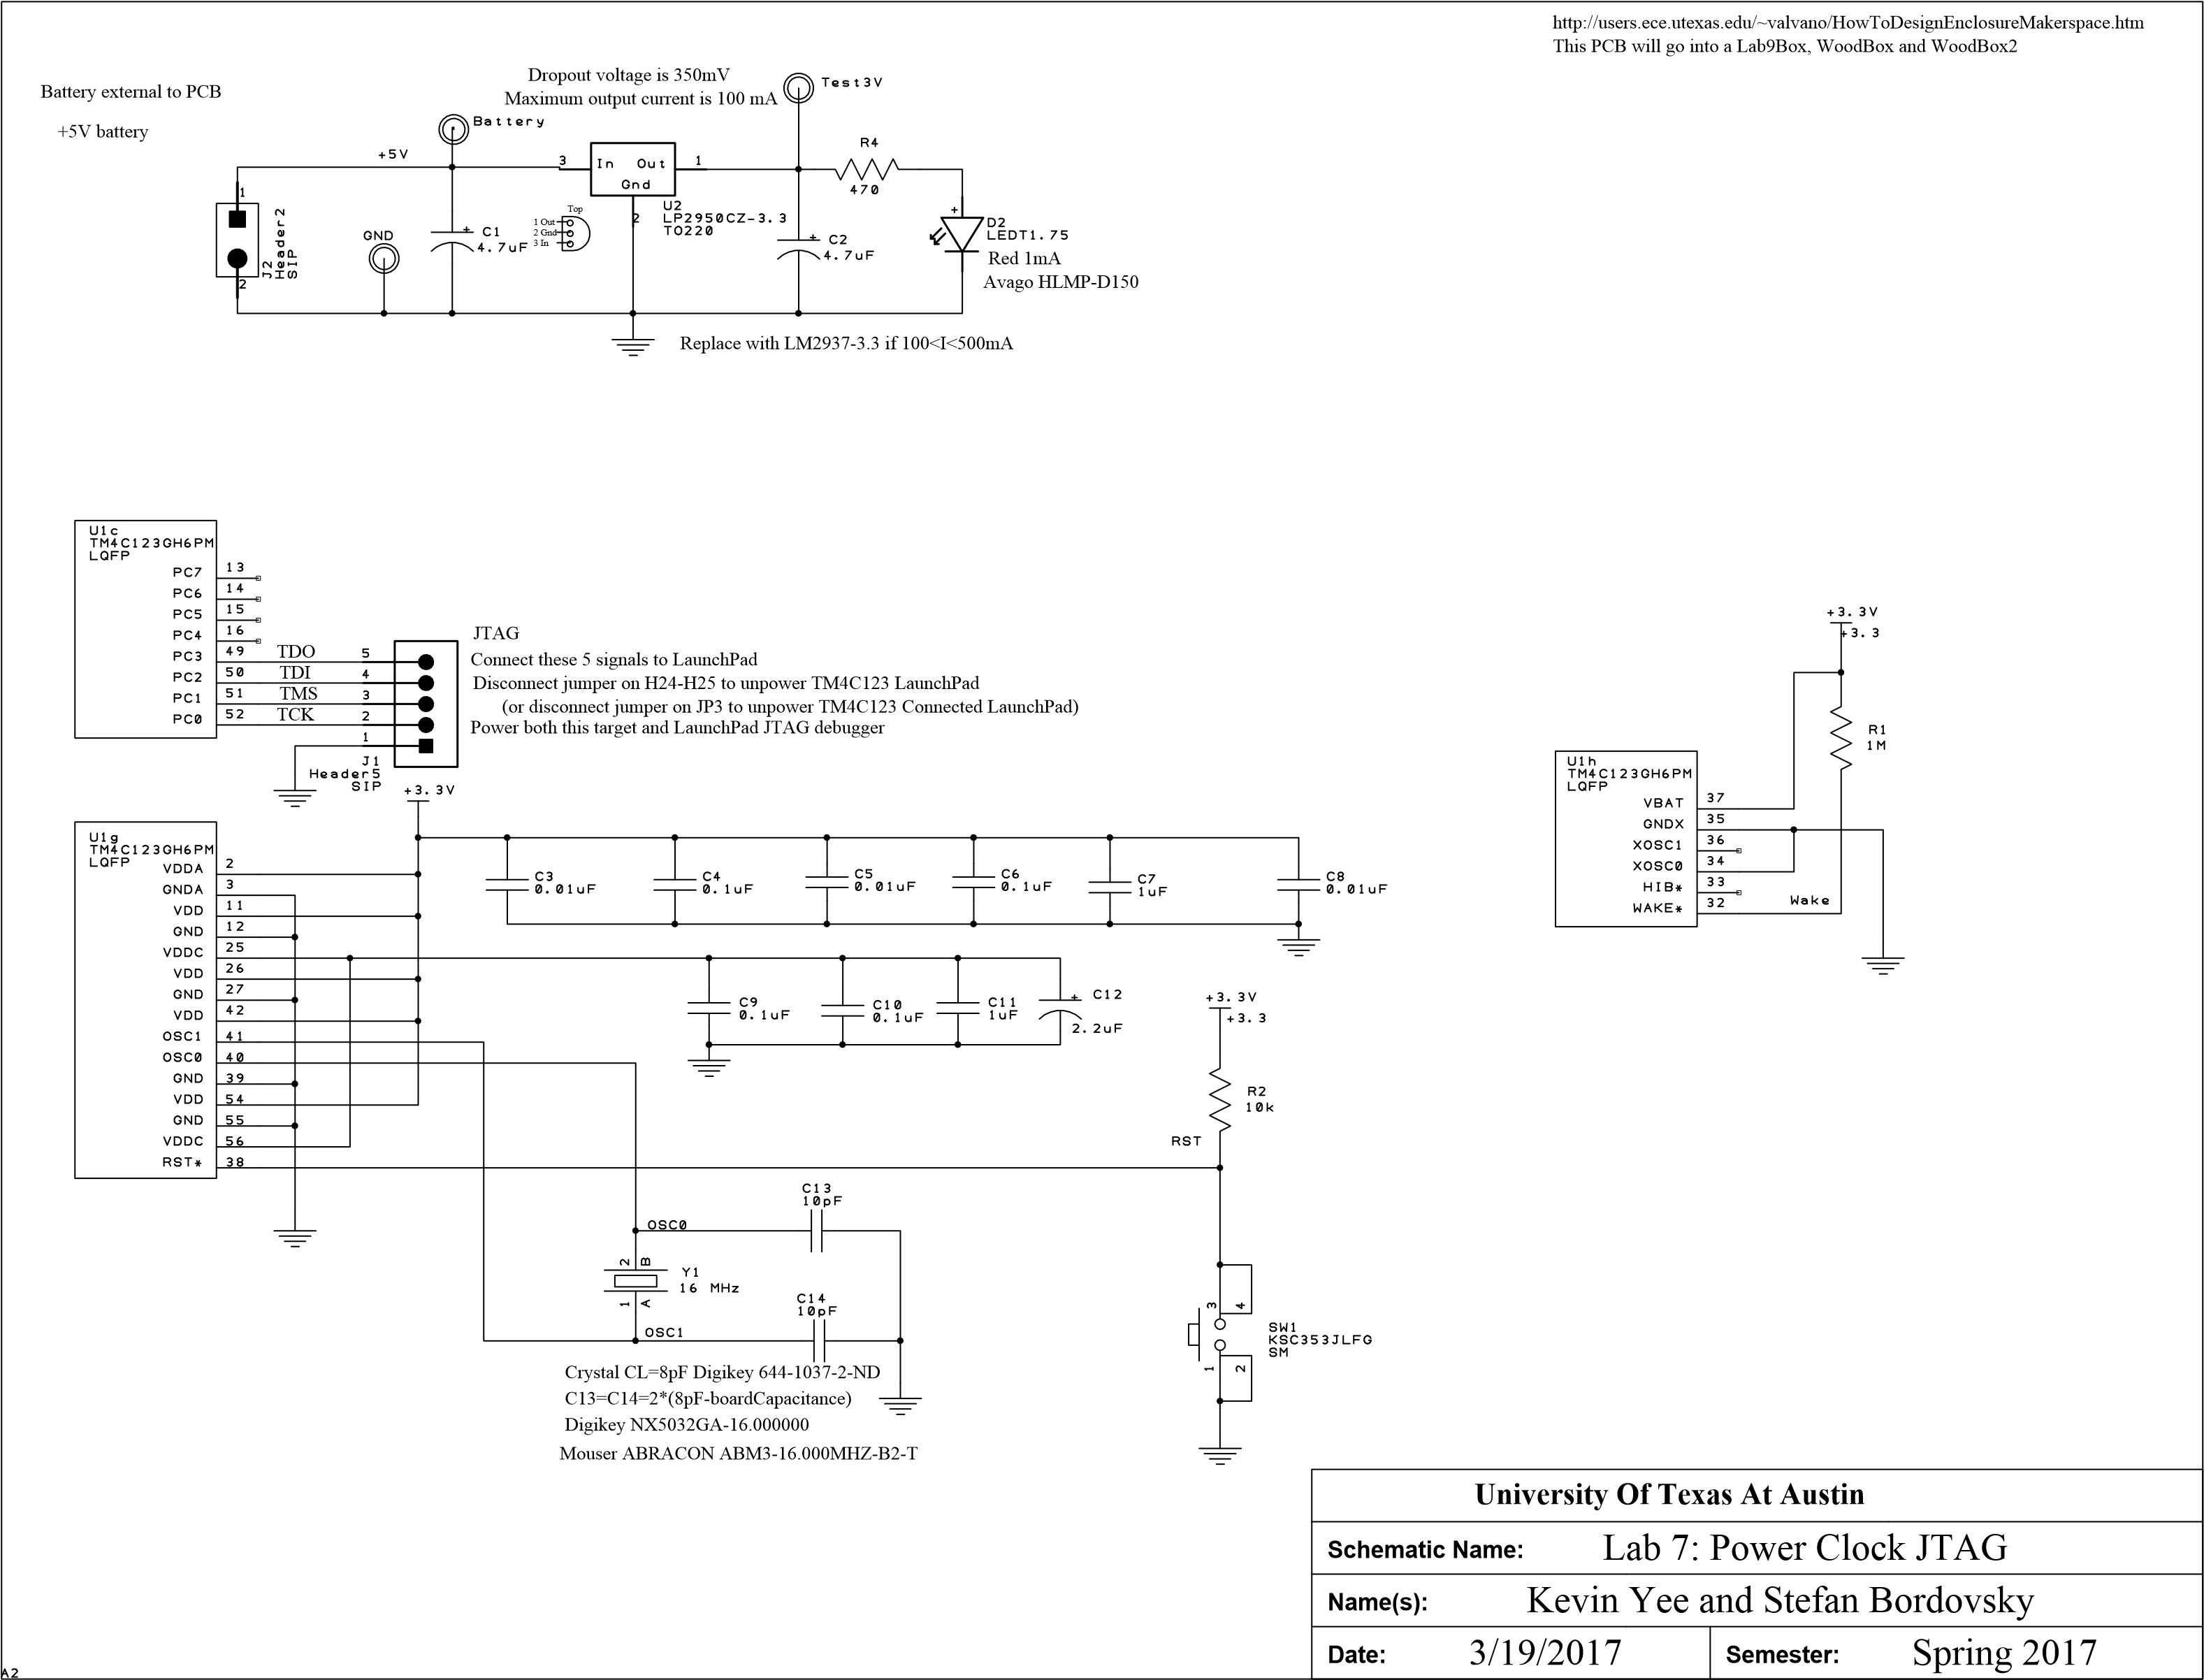 http://users.ece.utexas.edu/~valvano/HowToDesignEnclosureMakerspace.htm
This PCB will go into a Lab9Box, WoodBox and WoodBox2
Battery external to PCB
+5V battery
Dropout voltage is 350mV
Maximum output current is 100 mA
Test3V
Battery
+5V
3
In
Out
Gnd
1
2
U2
LP2950CZ-3.3
TO220
Top
1 Out
2 Gnd
3 In
R4
470
1
2
J2
Header2
SIP
GND
+
C1
4.7uF
+
C2
4.7uF
+
D2
LEDT1.75
Red 1mA
Avago HLMP-D150
Replace with LM2937-3.3 if 100<I<500mA
U1c
TM4C123GH6PM
LQFP
PC7 13
PC6 14
PC5 15
PC4 16
PC3 49 TDO 5
PC2 50 TDI 4
PC1 51 TMS 3
PC0 52 TCK 2
1
J1
Header5
SIP
JTAG
Connect these 5 signals to LaunchPad
Disconnect jumper on H24-H25 to unpower TM4C123 LaunchPad
(or disconnect jumper on JP3 to unpower TM4C123 Connected LaunchPad)
Power both this target and LaunchPad JTAG debugger
+3.3V
U1g
TM4C123GH6PM
LQFP
VDDA 2
GNDA 3
VDD 11
GND 12
VDDC 25
VDD 26
GND 27
VDD 42
OSC1 41
OSC0 40
GND 39
VDD 54
GND 55
VDDC 56
RST* 38
C3
0.01uF
C4
0.1uF
C5
0.01uF
C6
0.1uF
C7
1uF
C8
0.01uF
C9
0.1uF
C10
0.1uF
C11
1uF
+
C12
2.2uF
+3.3V
+3.3
R2
10k
RST
3
4
1
2
SW1
KSC353JLFG
SM
C13
10pF
OSC0
2
B
Y1
16 MHz
1
A
C14
10pF
OSC1
Crystal CL=8pF Digikey 644-1037-2-ND
C13=C14=2*(8pF-boardCapacitance)
Digikey NX5032GA-16.000000
Mouser ABRACON ABM3-16.000MHZ-B2-T
+3.3V
+3.3
R1
1M
U1h
TM4C123GH6PM
LQFP
VBAT 37
GNDX 35
XOSC1 36
XOSC0 34
HIB* 33
WAKE* 32
Wake
University Of Texas At Austin
Schematic Name: Lab 7: Power Clock JTAG
Name(s): Kevin Yee and Stefan Bordovsky
Date: 3/19/2017 Semester: Spring 2017
A2